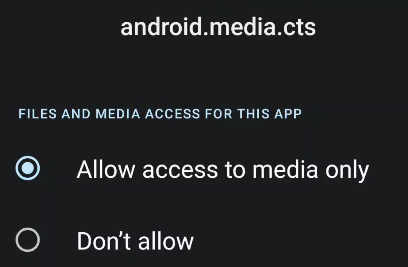 android.media.cts
FILES AND MEDIA ACCESS FOR THIS APP
Allow access to media only
Don’t allow